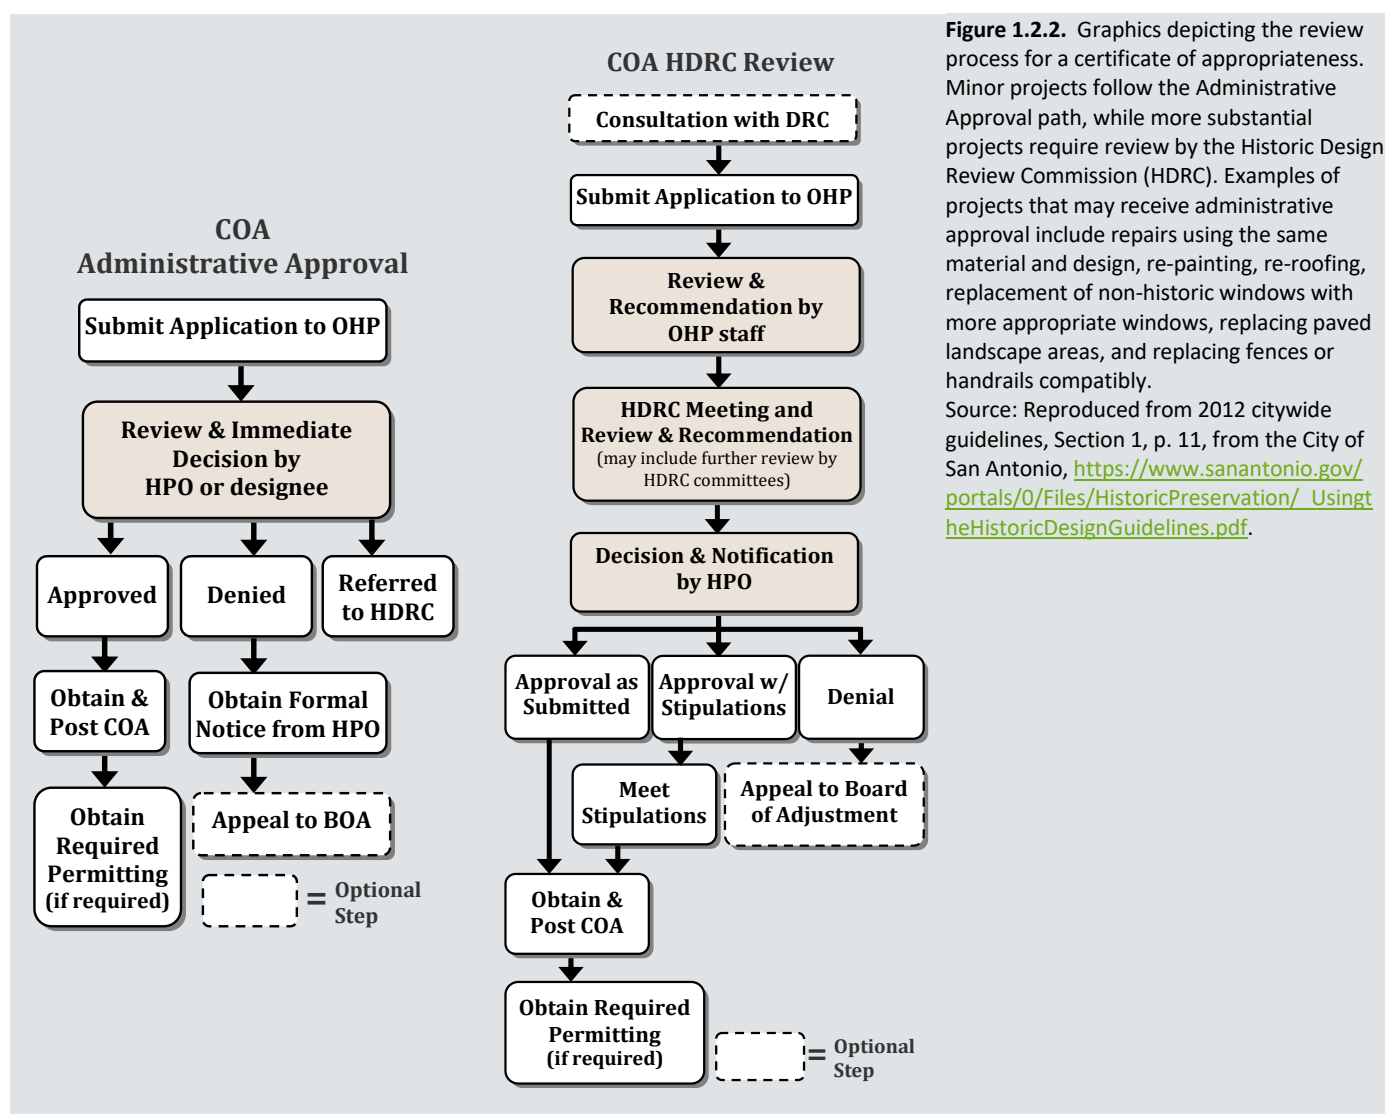 COA
Administrative Approval
Submit Application to OHP
Review & Immediate
Decision by
HPO or designee
Approved
Denied
Referred
to HDRC
Obtain &
Post COA
Obtain Formal
Notice from HPO
Obtain
Required
Permitting
(if required)
Appeal to BOA
= Optional
Step
COA HDRC Review
Consultation with DRC
Submit Application to OHP
Review &
Recommendation by
OHP staff
HDRC Meeting and
Review & Recommendation
(may include further review by
HDRC committees)
Decision & Notification
by HPO
Approval as
Submitted
Approval w/
Stipulations
Denial
Meet
Stipulations
Appeal to Board
of Adjustment
Obtain &
Post COA
Obtain Required
Permitting
(if required)
= Optional
Step
Figure 1.2.2. Graphics depicting the review
process for a certificate of appropriateness.
Minor projects follow the Administrative
Approval path, while more substantial
projects require review by the Historic Design
Review Commission (HDRC). Examples of
projects that may receive administrative
approval include repairs using the same
material and design, re-painting, re-roofing,
replacement of non-historic windows with
more appropriate windows, replacing paved
landscape areas, and replacing fences or
handrails compatibly.
Source: Reproduced from 2012 citywide
guidelines, Section 1, p. 11, from the City of
San Antonio, https://www.sanantonio.gov/
portals/0/Files/HistoricPreservation/_Usingt
heHistoricDesignGuidelines.pdf.